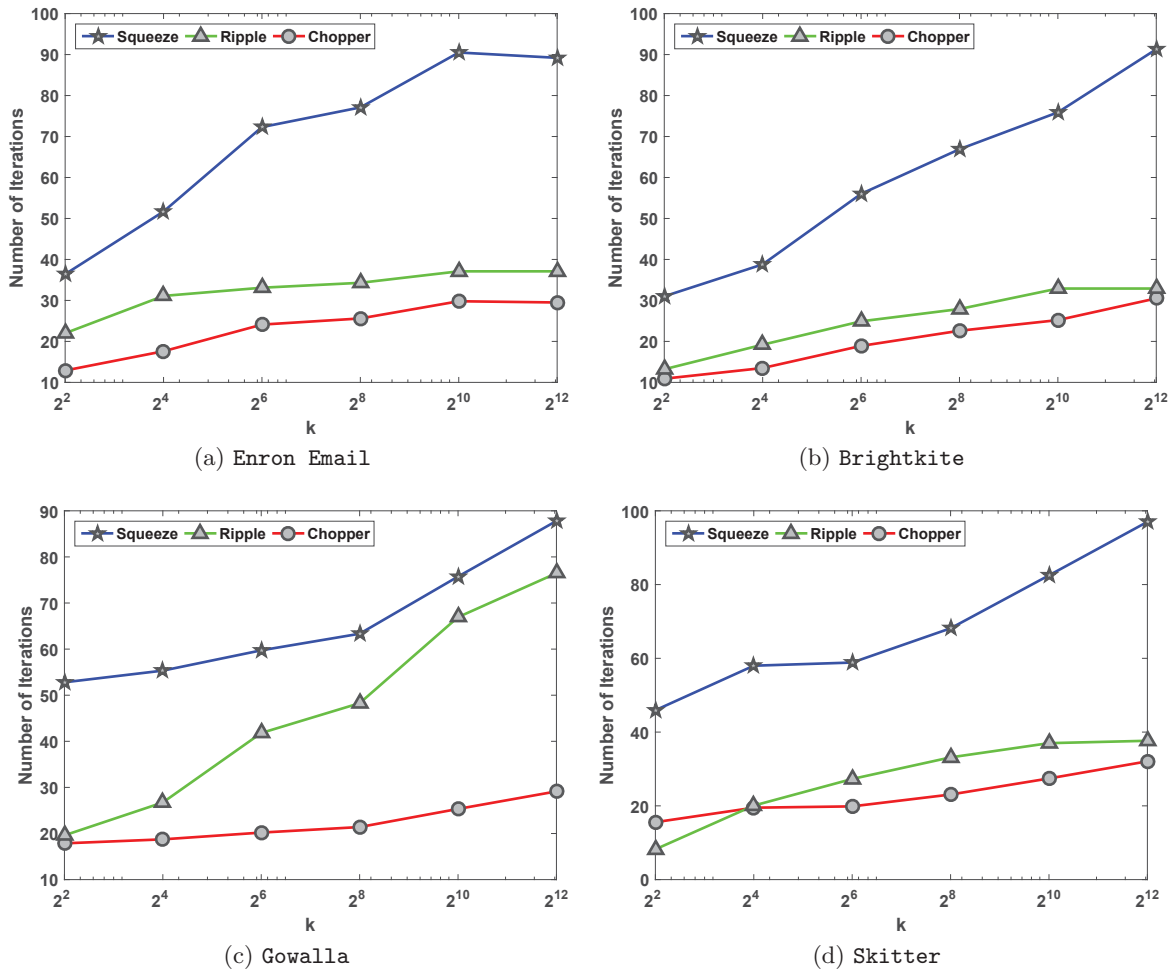 Squeeze Ripple Chopper
100
90
80
70
60
50
40
30
20
10
Number of Iterations
2^2 2^4 2^6 2^8 2^10 2^12
k
(a) Enron Email
Squeeze Ripple Chopper
100
90
80
70
60
50
40
30
20
10
Number of Iterations
2^2 2^4 2^6 2^8 2^10 2^12
k
(b) Brightkite
Squeeze Ripple Chopper
90
80
70
60
50
40
30
20
10
Number of Iterations
2^2 2^4 2^6 2^8 2^10 2^12
k
(c) Gowalla
Squeeze Ripple Chopper
100
80
60
40
20
0
Number of Iterations
2^2 2^4 2^6 2^8 2^10 2^12
k
(d) Skitter